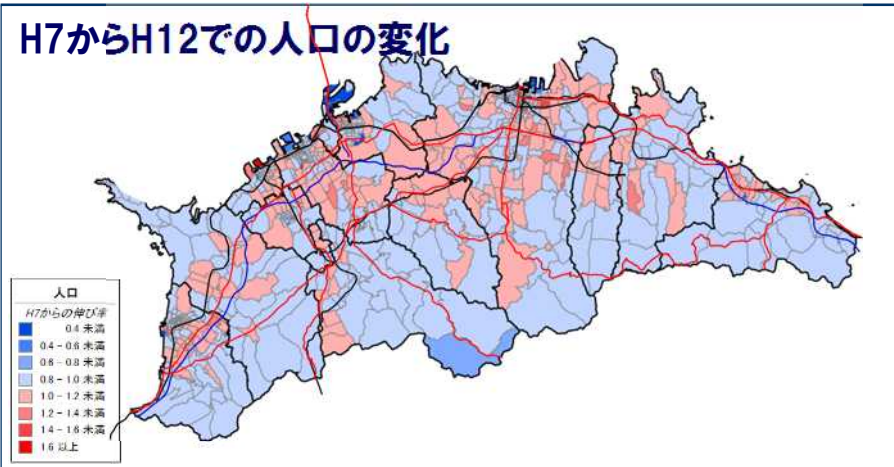 H7からH12での人口の変化
人口
H7からの伸び率
0.4 未満
0.4 - 0.6 未満
0.6 - 0.8 未満
0.8 - 1.0 未満
1.0 - 1.2 未満
1.2 - 1.4 未満
1.4 - 1.6 未満
1.6 以上